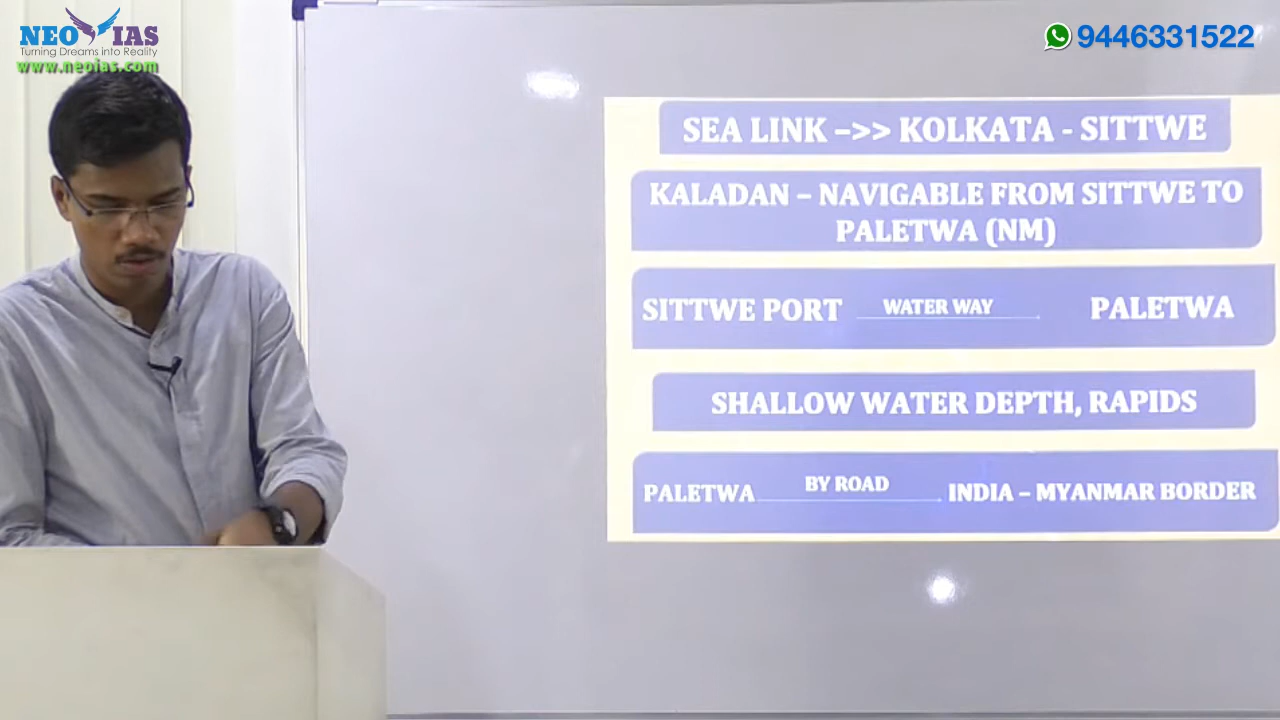 NEO IAS
Turning Dreams into Reality
www.neoias.com
9446331522
SEA LINK –>> KOLKATA - SITTWE
KALADAN – NAVIGABLE FROM SITTWE TO
PALETWA (NM)
SITTWE PORT WATER WAY PALETWA
SHALLOW WATER DEPTH, RAPIDS
PALETWA BY ROAD INDIA – MYANMAR BORDER